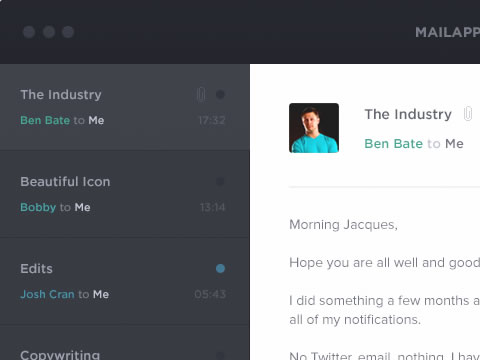 MAILAPP
The Industry
Ben Bate to Me 17:32
Beautiful Icon
Bobby to Me 13:14
Edits
Josh Cran to Me 05:43
Copywriting
The Industry
Ben Bate to Me
Morning Jacques,
Hope you are all well and good
I did something a few months a
all of my notifications.
No Twitter, email, nothing. I hav